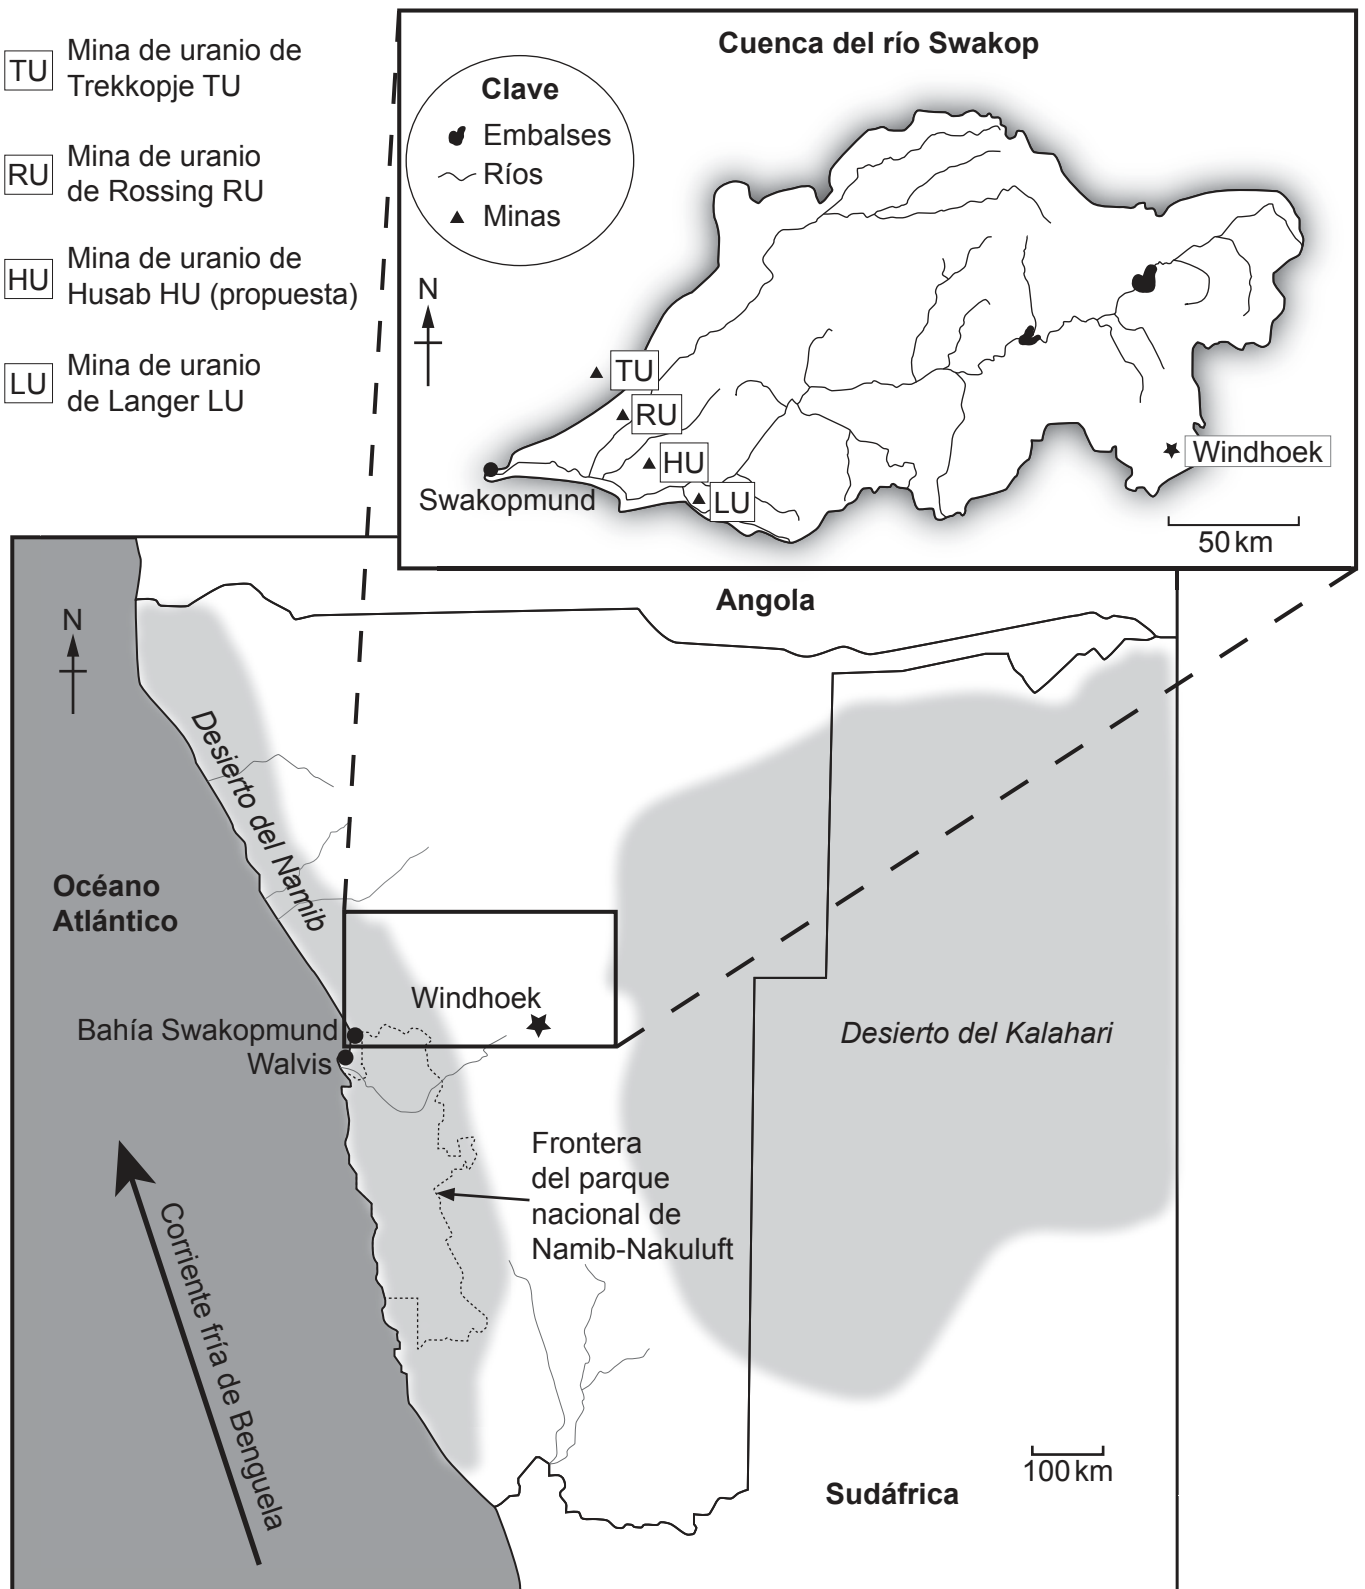 TU
Mina de uranio de
Trekkopje TU
RU
Mina de uranio
de Rossing RU
HU
Mina de uranio de
Husab HU (propuesta)
LU
Mina de uranio
de Langer LU
Cuenca del río Swakop
Clave
Embalses
Ríos
Minas
N
TU
RU
HU
LU
Swakopmund
Windhoek
50 km
Angola
N
Desierto del Namib
Océano
Atlántico
Windhoek
Bahía Swakopmund
Walvis
Desierto del Kalahari
Frontera
del parque
nacional de
Namib-Nakuluft
Corriente fría de Benguela
100 km
Sudáfrica